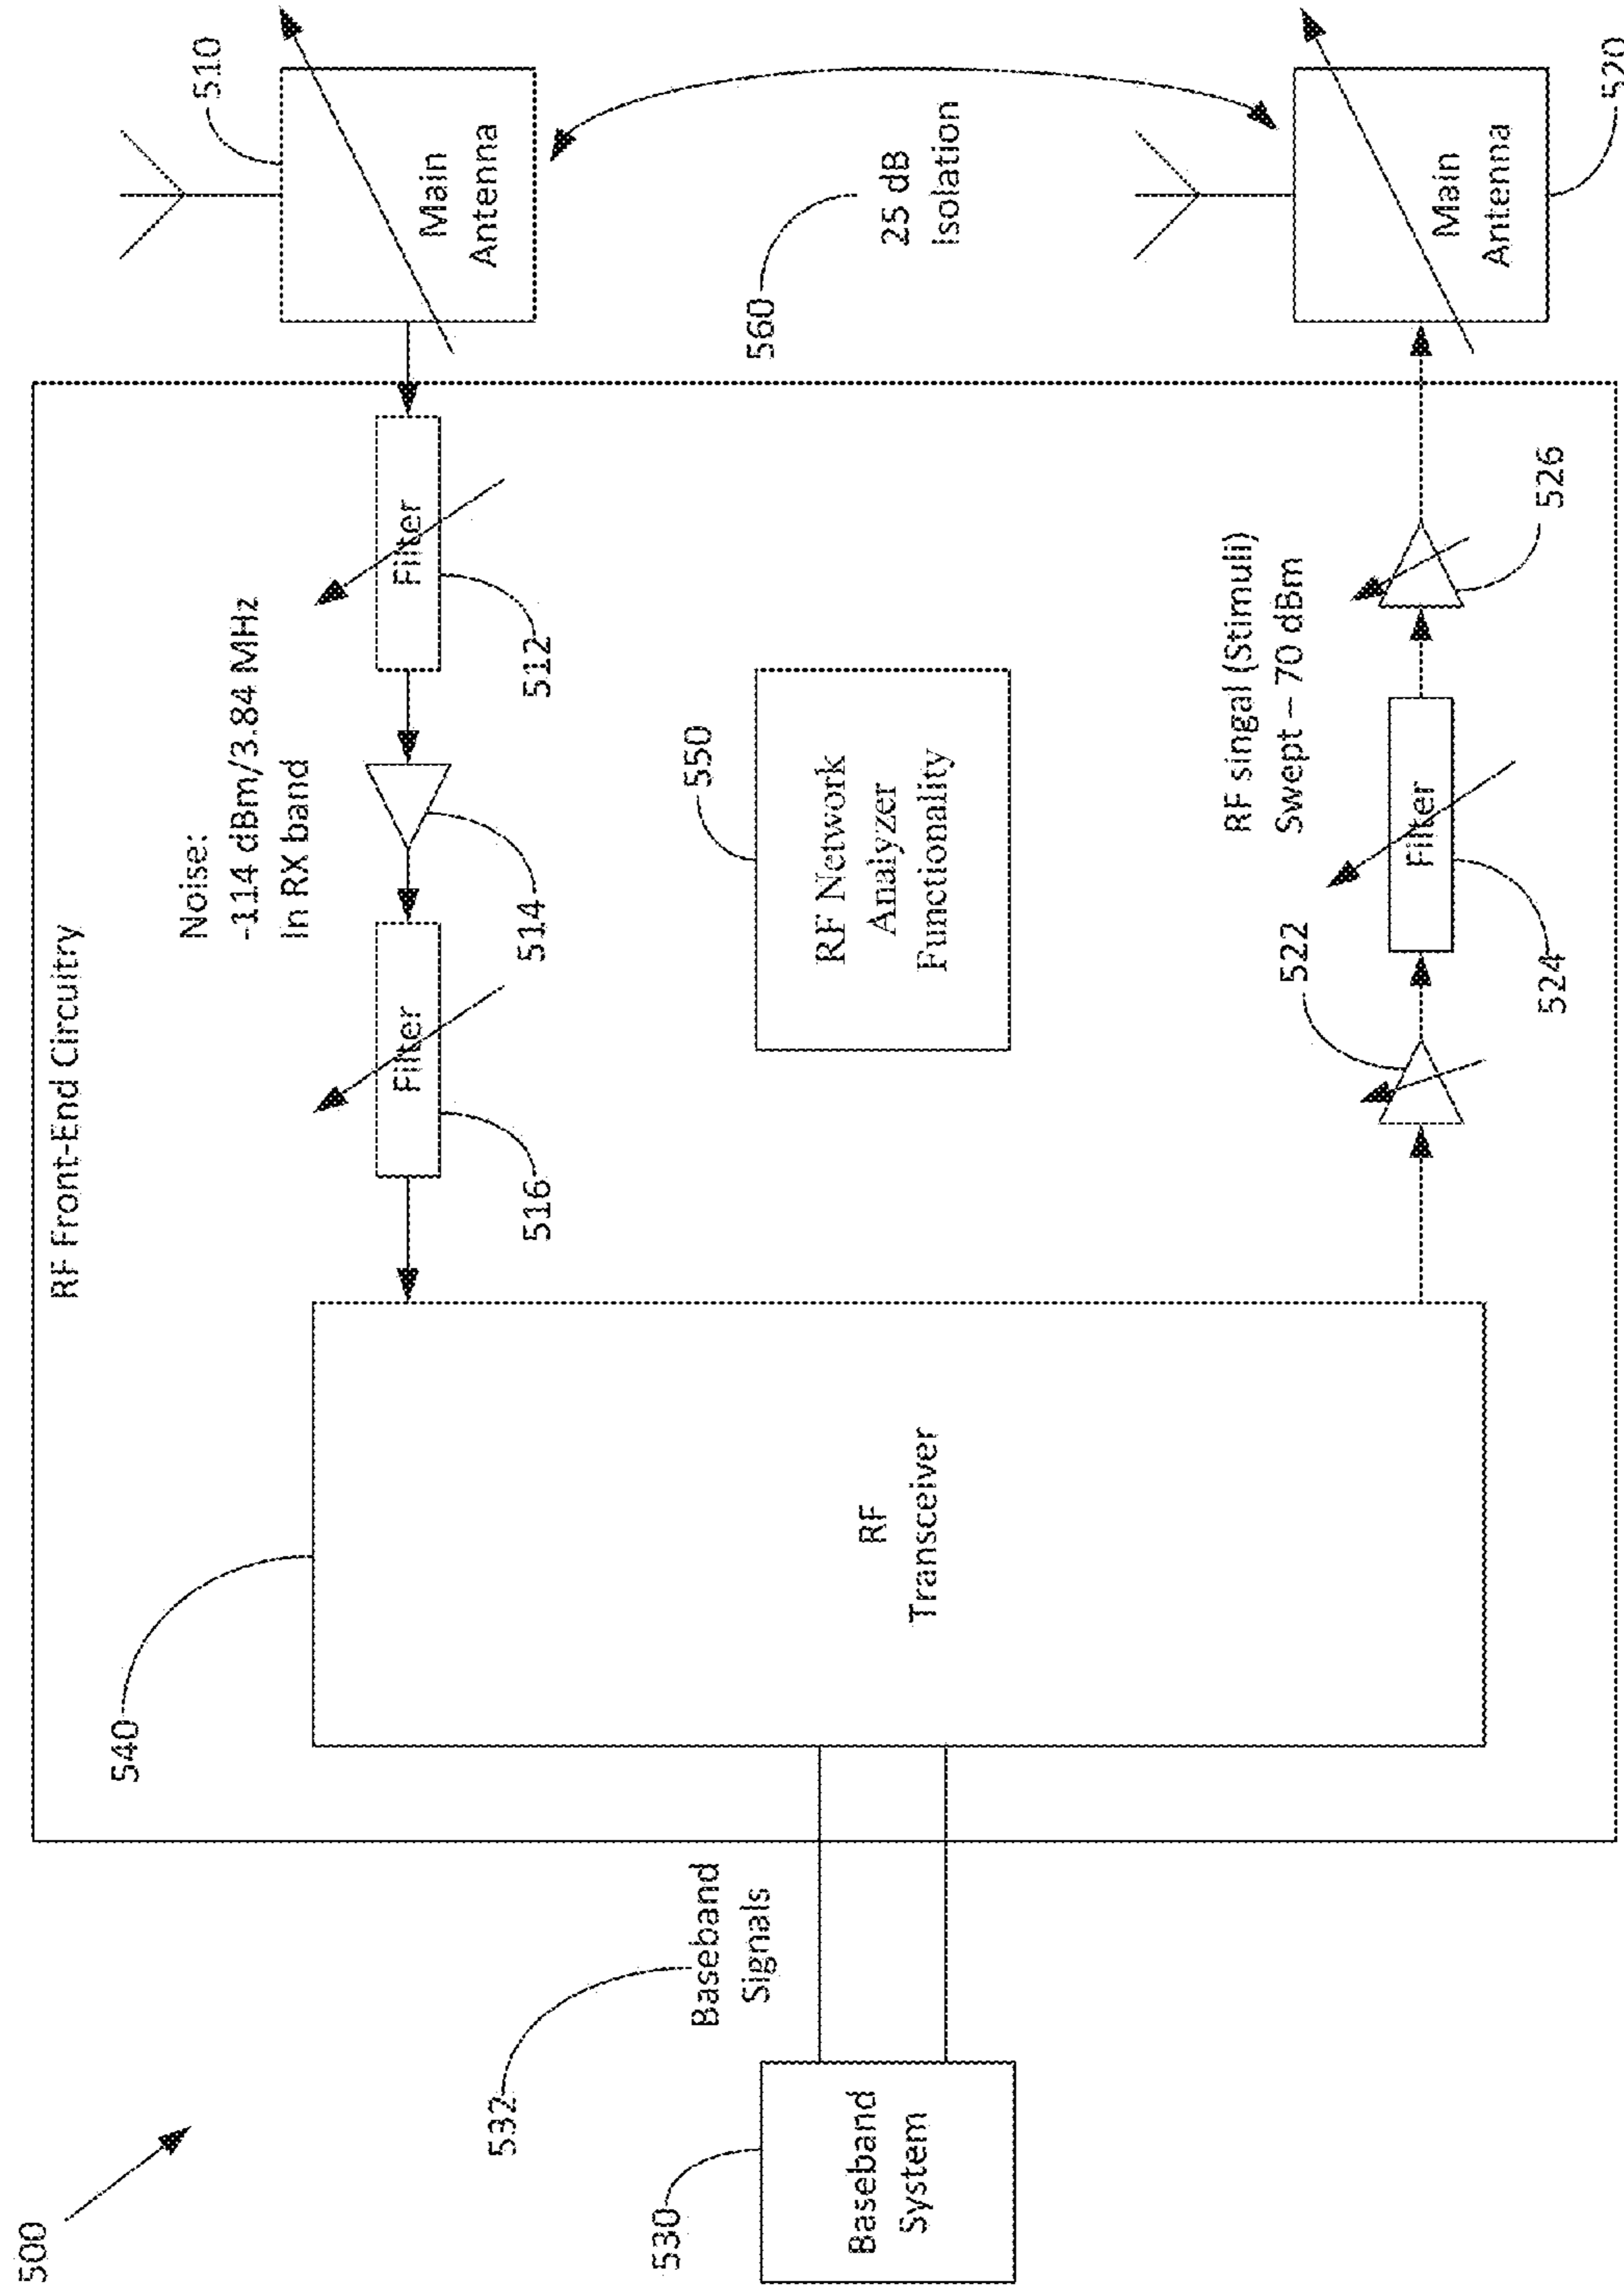 500
RF Front-End Circuitry
540
Noise:
-114 dBm/3.84 MHz
In RX band
510
Main
Antenna
Filter
516
514
Filter
512
532
Baseband
Signals
530
Baseband
System
RF
Transceiver
550
RF Network
Analyzer
Functionality
560
25 dB
Isolation
RF singal (Stimuli)
Swept – 70 dBm
522
Filter
524
526
Main
Antenna
520